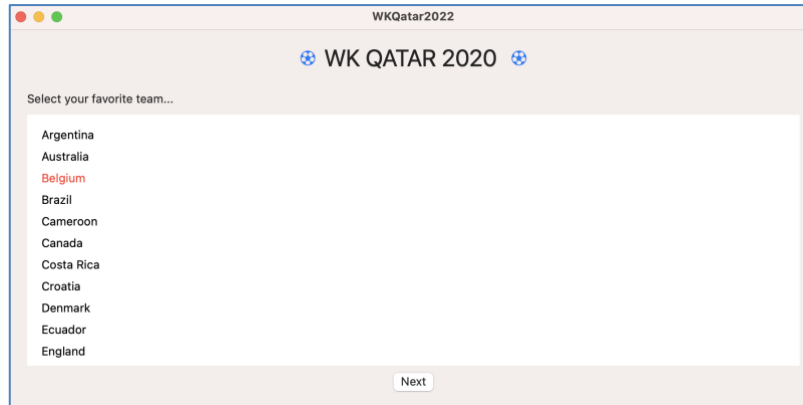 WKQatar2022
WK QATAR 2020
Select your favorite team...
Argentina
Australia
Belgium
Brazil
Cameroon
Canada
Costa Rica
Croatia
Denmark
Ecuador
England
Next